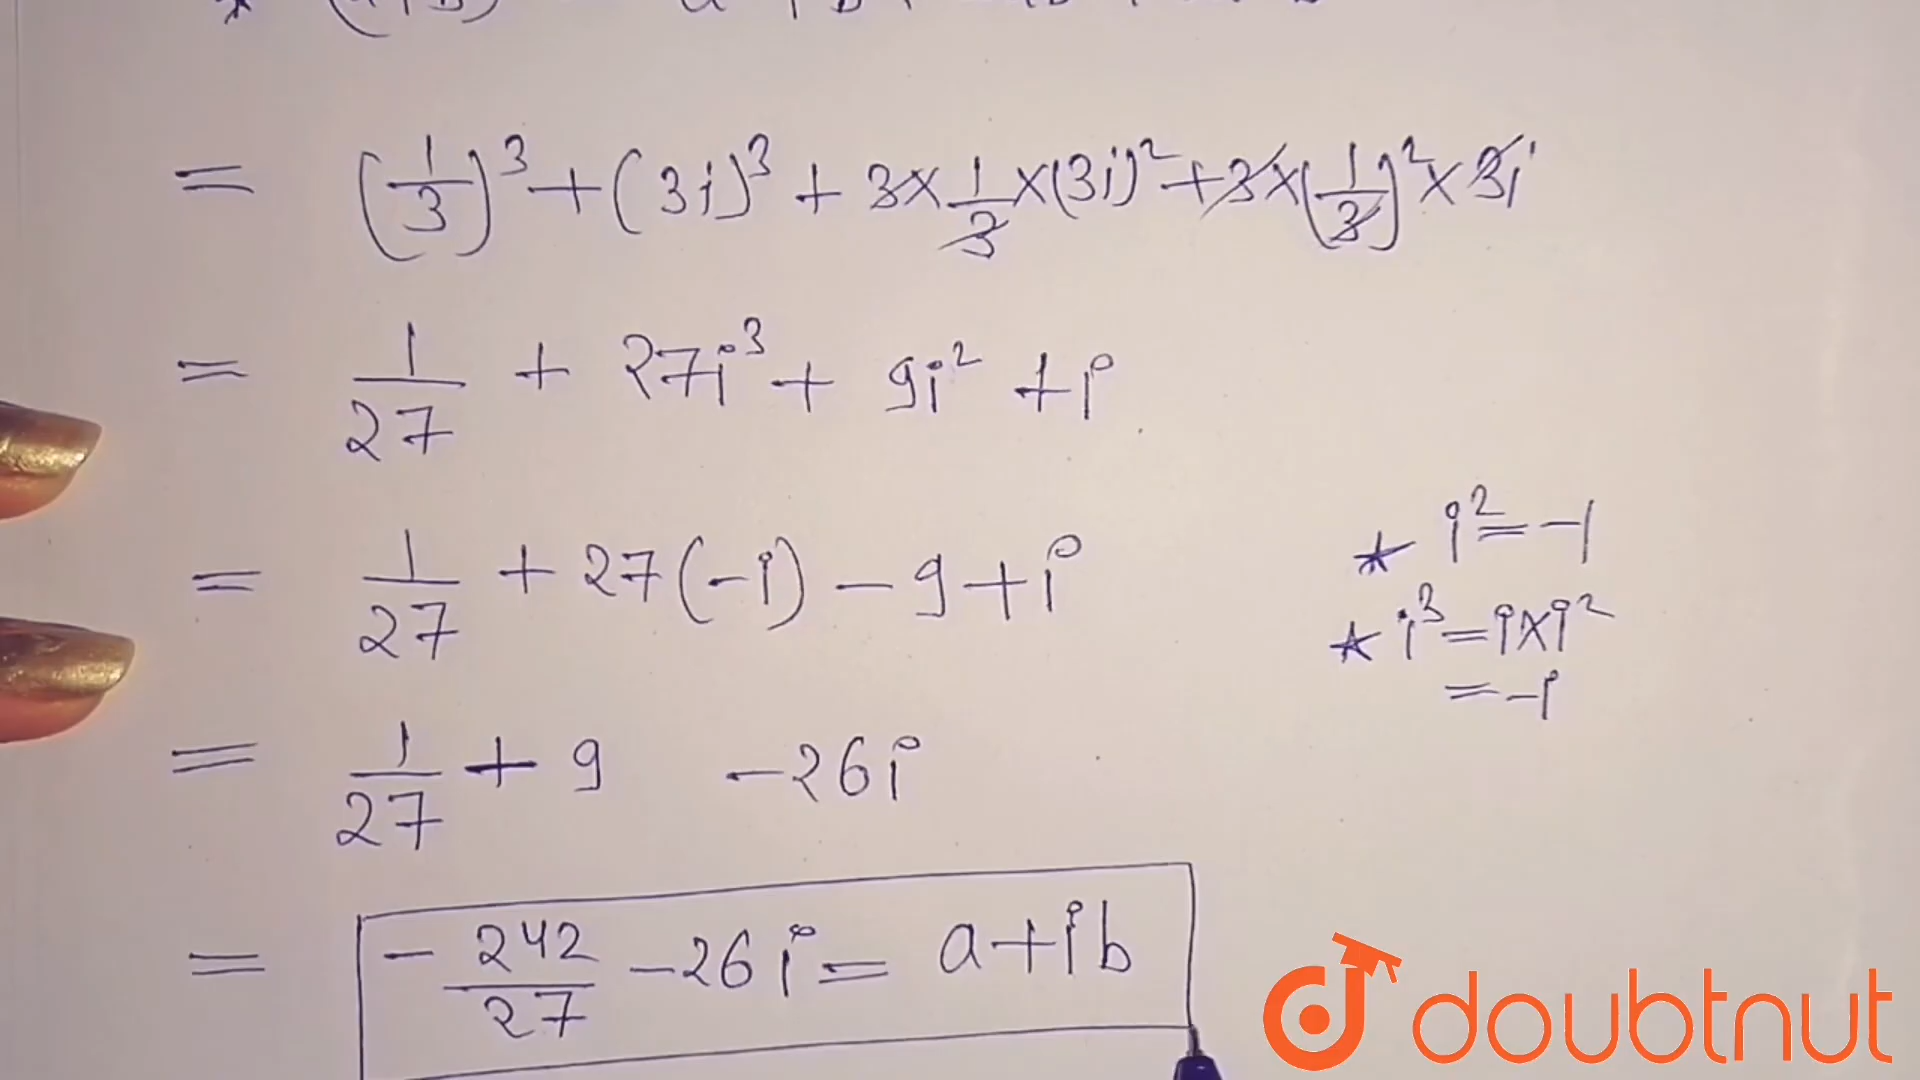 = (1/3)³ + (3i)³ + 3×1/3×(3i)² + 3×(1/3)²×3i
= 1/27 + 27i³ + 9i² + i
= 1/27 + 27(-i) - 9 + i
★ i² = -1
★ i³ = i×i²
= -i
= 1/27 + 9 -26i
= -242/27 -26i = a+ib
doubtnut